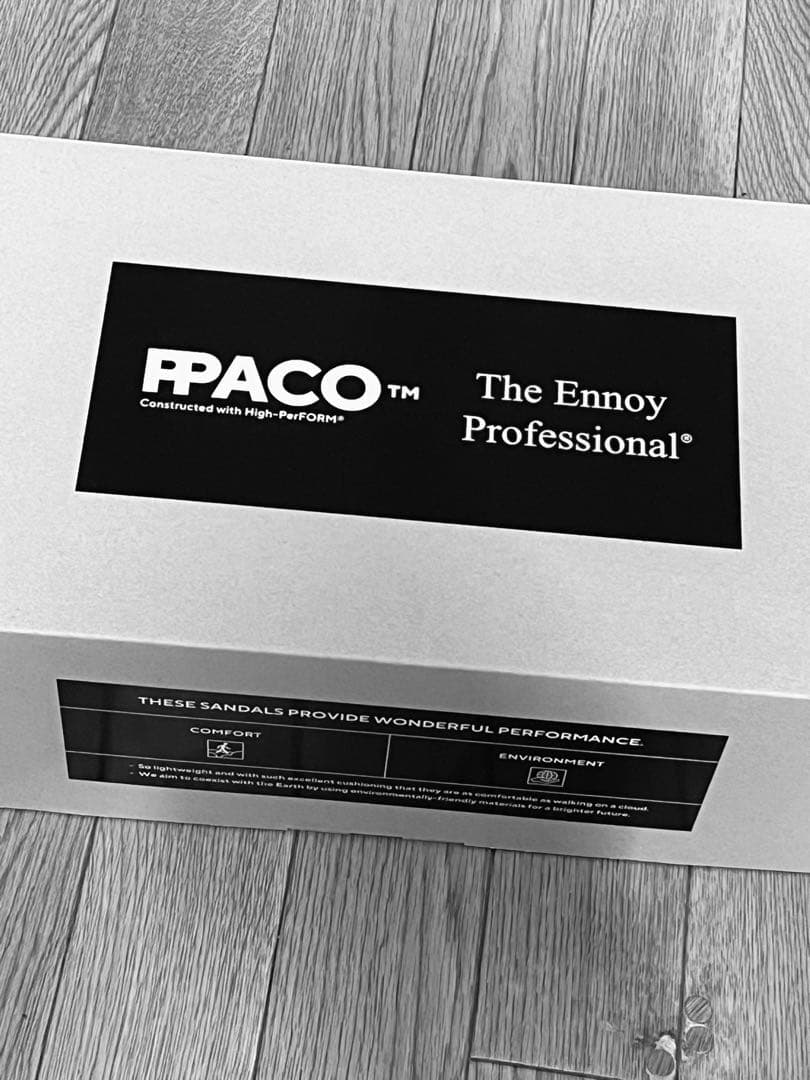 PPACO™
Constructed with High-PerFORM®
The Ennoy
Professional®
THESE SANDALS PROVIDE WONDERFUL PERFORMANCE.
COMFORT
ENVIRONMENT
- So lightweight and with such excellent cushioning that they are as comfortable as walking on a cloud.
- We aim to coexist with the Earth by using environmentally-friendly materials for a brighter future.